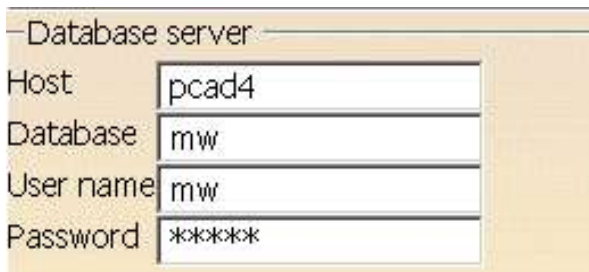 Database server
Host pcad4
Database mw
User name mw
Password *****